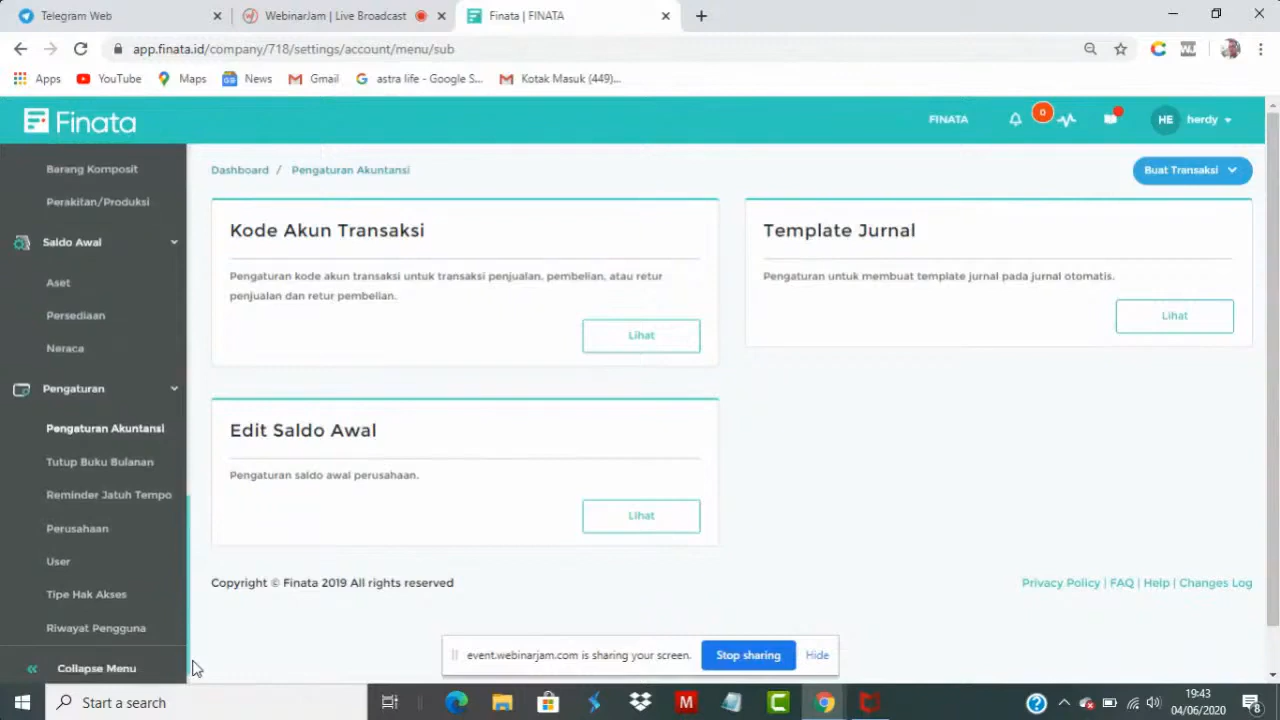 Telegram Web
WebinarJam | Live Broadcast
Finata | FINATA
app.finata.id/company/718/settings/account/menu/sub
Apps
YouTube
Maps
News
Gmail
astra life - Google S...
Kotak Masuk (449)...
Finata
FINATA
0
HE
herdy
Barang Komposit
Perakitan/Produksi
Saldo Awal
Aset
Persediaan
Neraca
Pengaturan
Pengaturan Akuntansi
Tutup Buku Bulanan
Reminder Jatuh Tempo
Perusahaan
User
Tipe Hak Akses
Riwayat Pengguna
Collapse Menu
Dashboard / Pengaturan Akuntansi
Buat Transaksi
Kode Akun Transaksi
Pengaturan kode akun transaksi untuk transaksi penjualan, pembelian, atau retur
penjualan dan retur pembelian.
Lihat
Template Jurnal
Pengaturan untuk membuat template jurnal pada jurnal otomatis.
Lihat
Edit Saldo Awal
Pengaturan saldo awal perusahaan.
Lihat
Copyright © Finata 2019 All rights reserved
Privacy Policy | FAQ | Help | Changes Log
event.webinarjam.com is sharing your screen.
Stop sharing
Hide
Start a search
19:43
04/06/2020
8